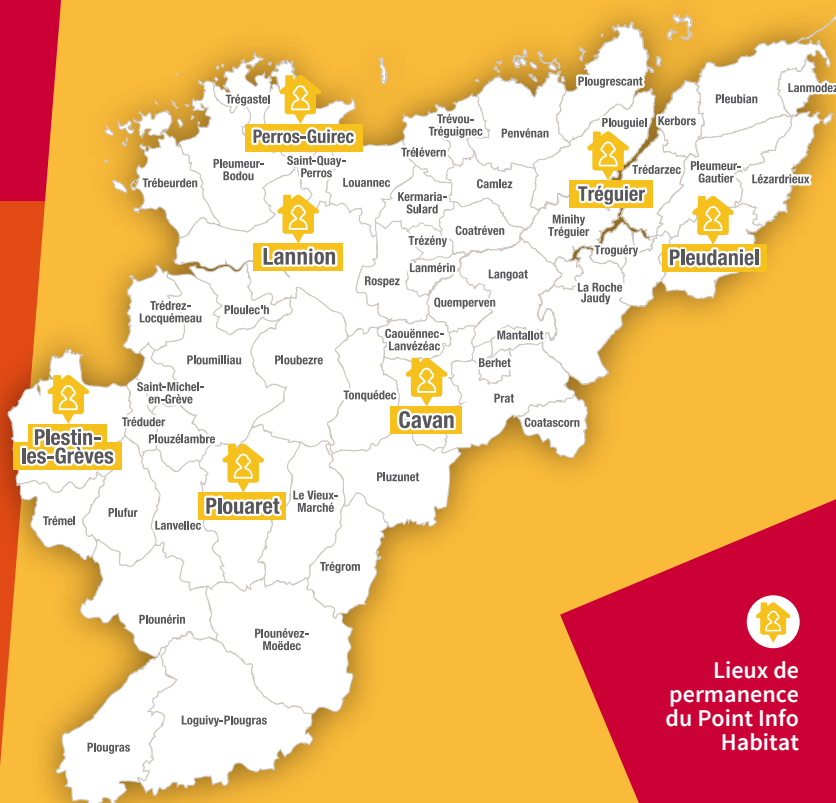 Plougrescant
Lanmodez
Pleubian
Trégastel
Trévou-
Tréguignec
Penvénan
Plouguiel
Kerbors
Perros-Guirec
Trélévern
Pleumeur-
Bodou
Saint-Quay-
Perros
Louannec
Trédarzec
Pleumeur-
Gautier
Lézardrieux
Trébeurden
Kermaria-
Sulard
Camlez
Tréguier
Minihy
Tréguier
Coatréven
Trézény
Lannion
Troguéry
Pleudaniel
Lanmérin
Langoat
Rospez
La Roche
Jaudy
Trédrez-
Locquémeau
Ploulec'h
Quemperven
Caouënnec-
Lanvézéac
Mantallot
Ploumilliau
Ploubezre
Berhet
Saint-Michel-
en-Grève
Tonquédec
Prat
Cavan
Coatascorn
Tréduder
Plouzélambre
Plestin-
les-Grèves
Pluzunet
Plouaret
Le Vieux-
Marché
Trémel
Plufur
Lanvellec
Trégrom
Plounérin
Plounévez-
Moëdec
Loguivy-Plougras
Plougras
Lieux de
permanence
du Point Info
Habitat